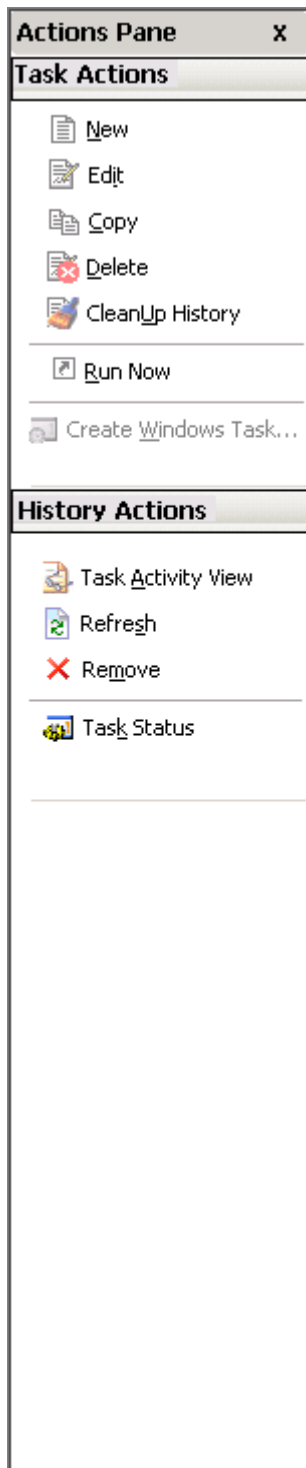 Actions Pane x
Task Actions
New
Edit
Copy
Delete
CleanUp History
Run Now
Create Windows Task...
History Actions
Task Activity View
Refresh
Remove
Task Status